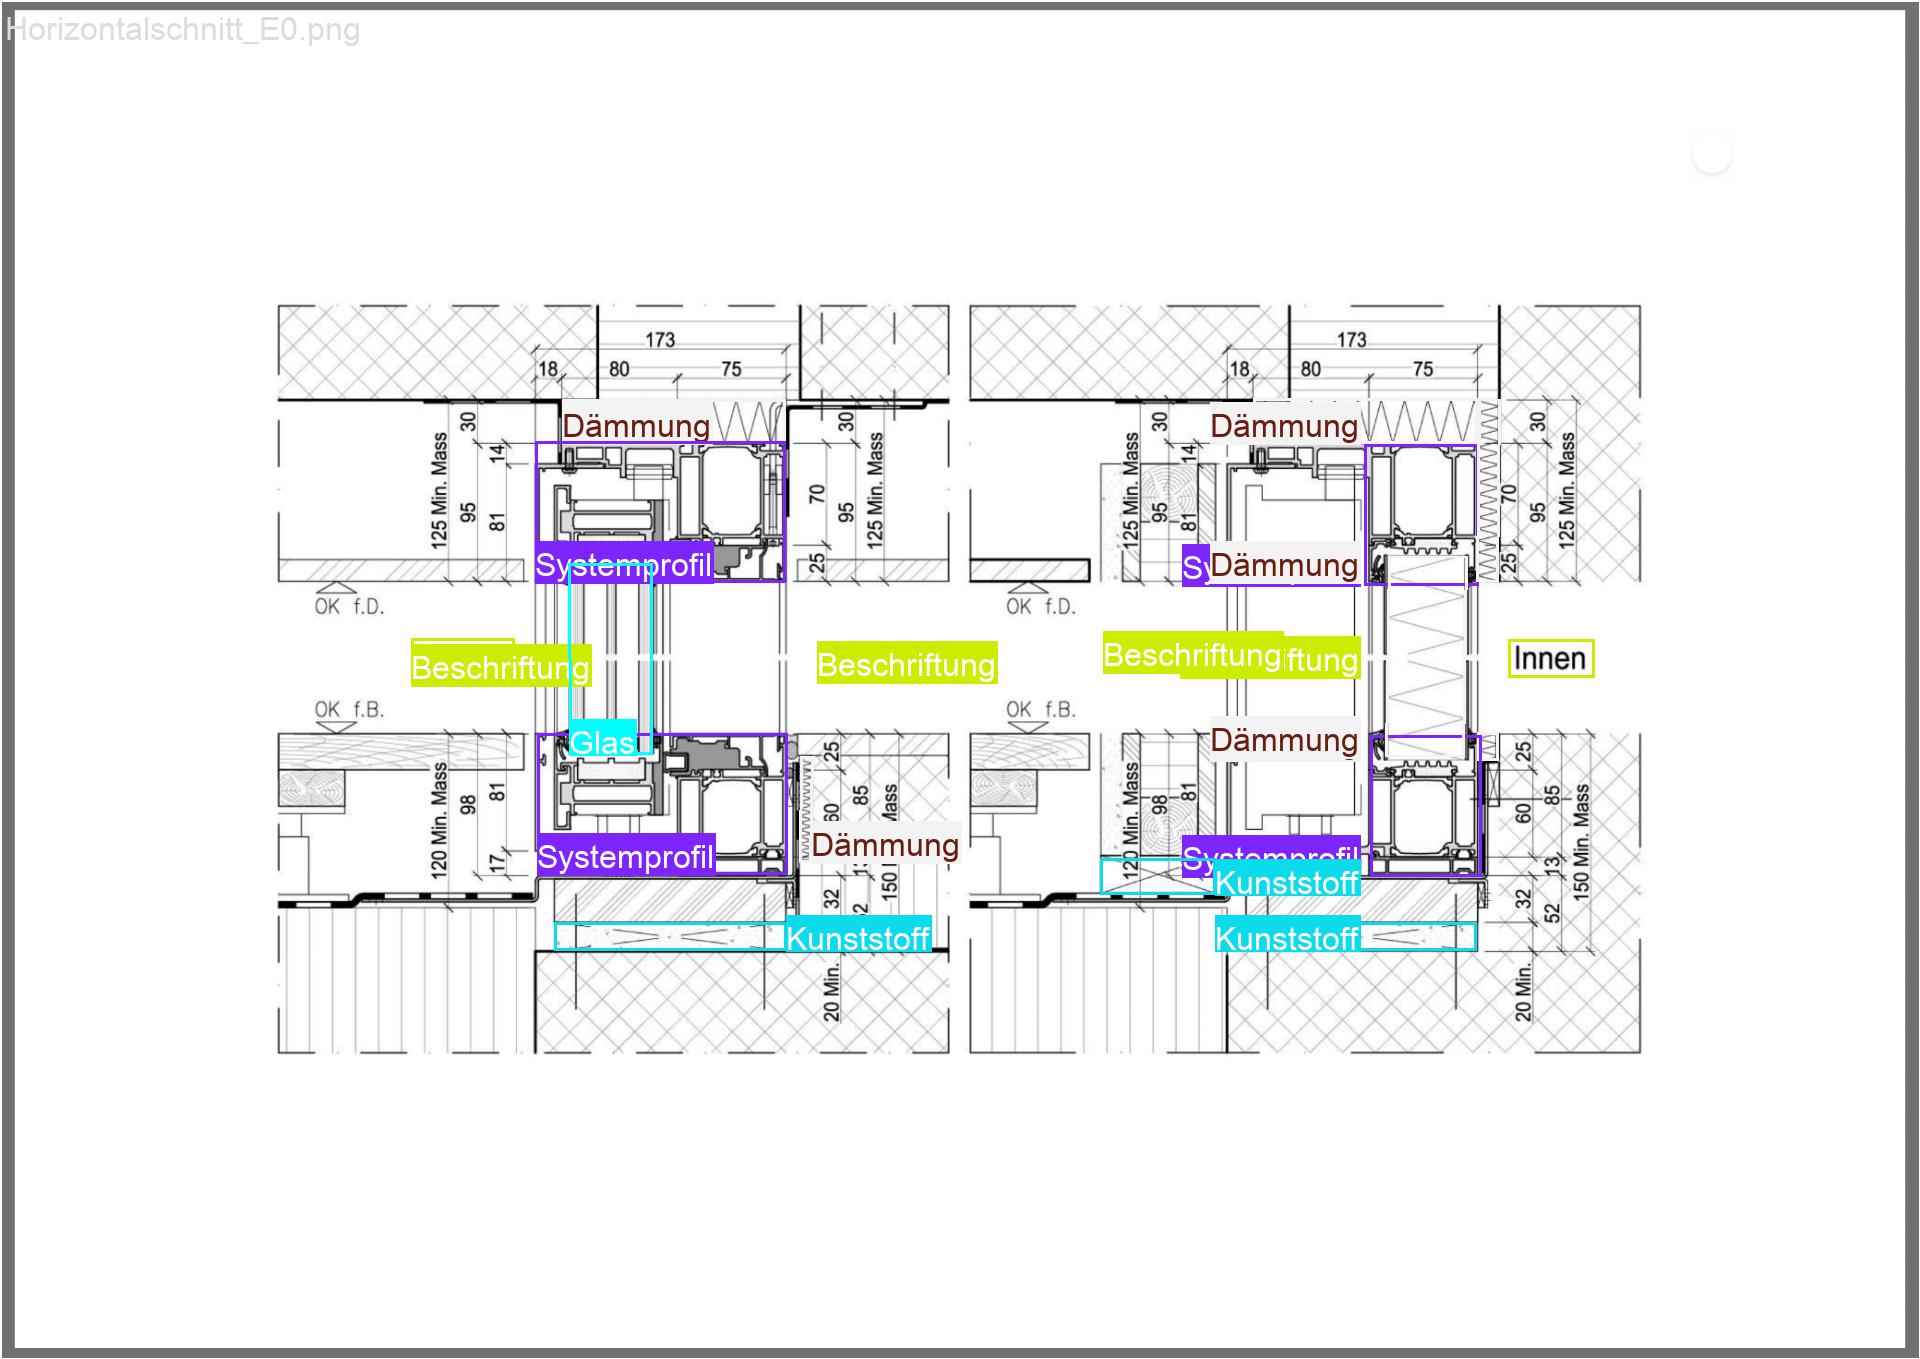 Horizontalschnitt_E0.png
173
18
80
75
173
18
80
75
Dämmung
Dämmung
30
14
125 Min. Mass
95
81
30
70
125 Min. Mass
95
25
30
14
125 Min. Mass
95
81
30
70
95
125 Min. Mass
25
Systemprofil
Sy
Dämmung
OK f.D.
OK f.D.
Beschriftung
Beschriftung
Beschriftung
iftung
Innen
OK f.B.
OK f.B.
Glas
Dämmung
120 Min. Mass
98
81
17
25
60
85
Mass
32
150 M
20 Min.
120 Min. Mass
98
81
25
60
85
13
32
52
150 Min. Mass
20 Min.
Systemprofil
Dämmung
Systemprofil
Kunststoff
Kunststoff
Kunststoff